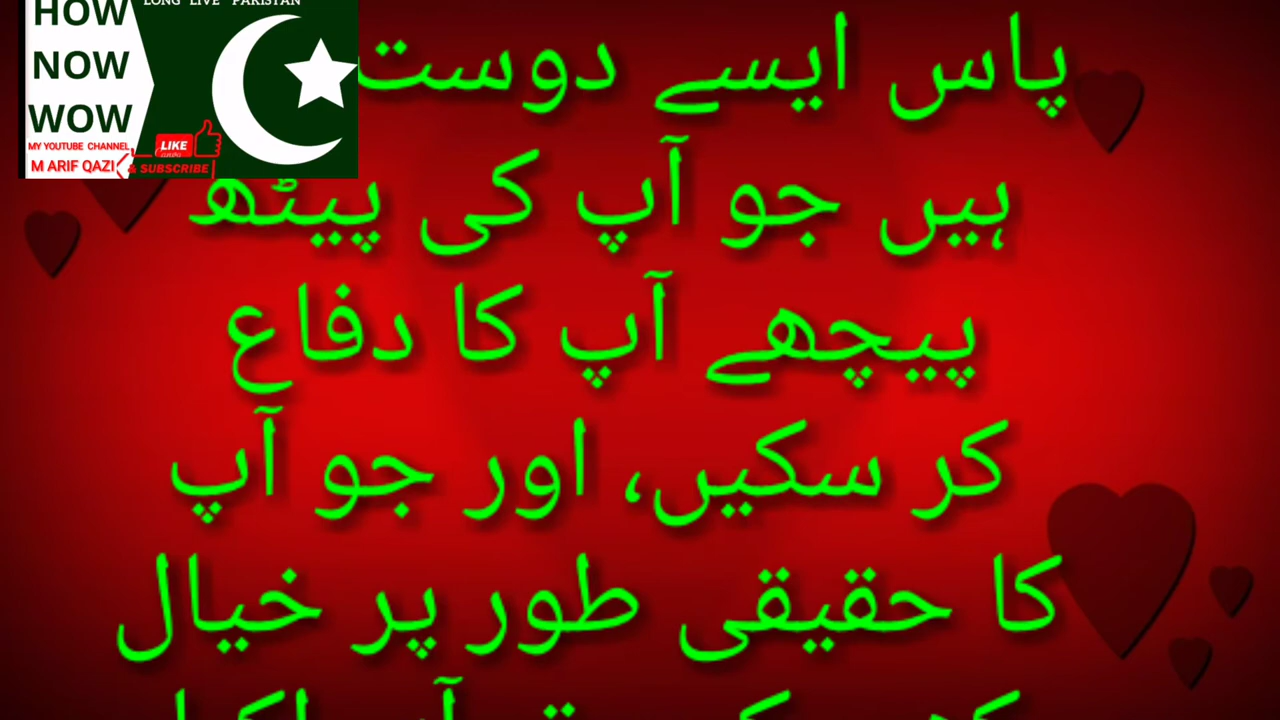 HOW
NOW
WOW
MY YOUTUBE CHANNEL
M ARIF QAZI
LONG LIVE PAKISTAN
LIKE
& SUBSCRIBE
پاس ایسے دوست
ہیں جو آپ کی پیٹھ
پیچھے آپ کا دفاع
کر سکیں، اور جو آپ
کا حقیقی طور پر خیال